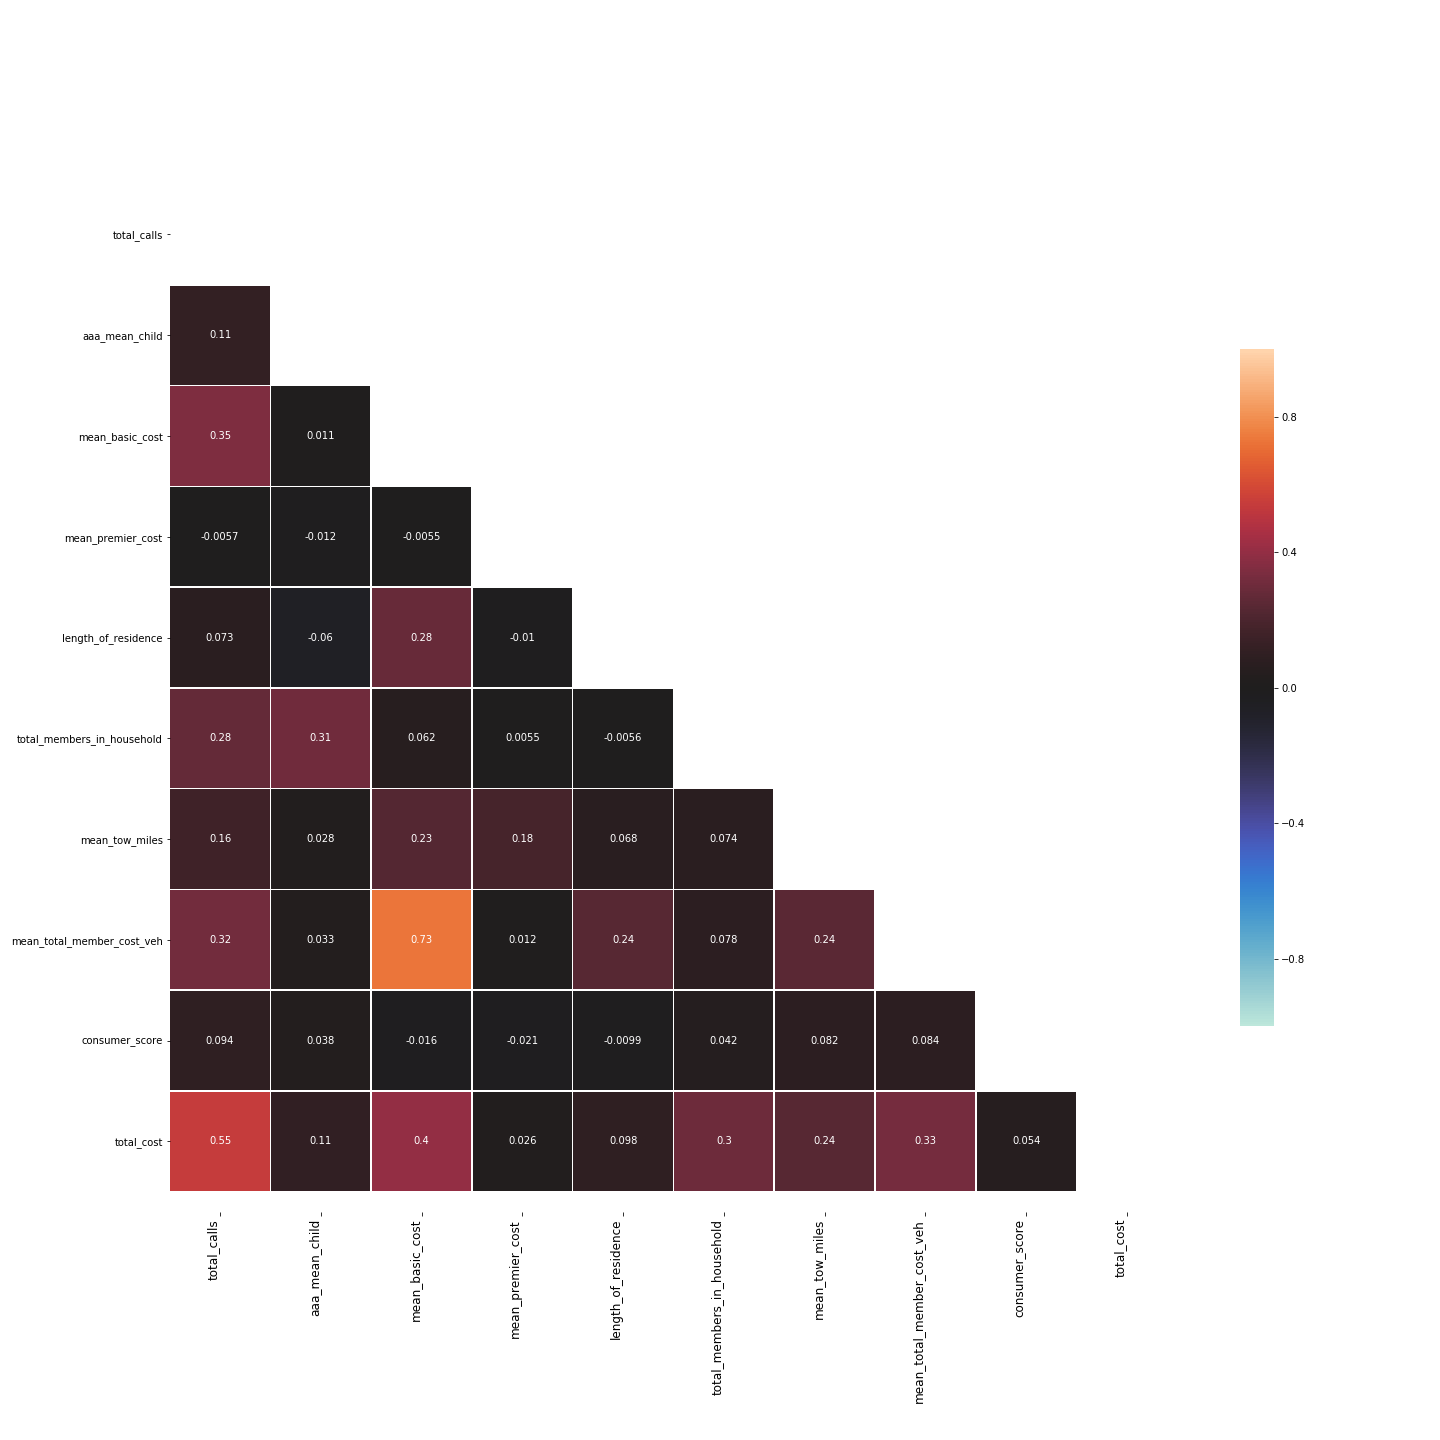 total_calls
aaa_mean_child 0.11
mean_basic_cost 0.35 0.011
mean_premier_cost -0.0057 -0.012 -0.0055
length_of_residence 0.073 -0.06 0.28 -0.01
total_members_in_household 0.28 0.31 0.062 0.0055 -0.0056
mean_tow_miles 0.16 0.028 0.23 0.18 0.068 0.074
mean_total_member_cost_veh 0.32 0.033 0.73 0.012 0.24 0.078 0.24
consumer_score 0.094 0.038 -0.016 -0.021 -0.0099 0.042 0.082 0.084
total_cost 0.55 0.11 0.4 0.026 0.098 0.3 0.24 0.33 0.054
total_calls
aaa_mean_child
mean_basic_cost
mean_premier_cost
length_of_residence
total_members_in_household
mean_tow_miles
mean_total_member_cost_veh
consumer_score
total_cost
0.8
0.4
0.0
−0.4
−0.8